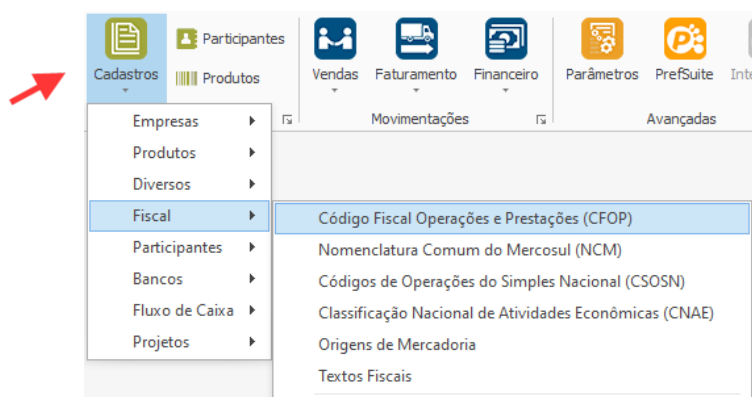 Participantes
Cadastros
Produtos
Vendas
Faturamento
Financeiro
Parâmetros
PrefSuite
Movimentações
Avançadas
Empresas
Produtos
Diversos
Fiscal
Participantes
Bancos
Fluxo de Caixa
Projetos
Código Fiscal Operações e Prestações (CFOP)
Nomenclatura Comum do Mercosul (NCM)
Códigos de Operações do Simples Nacional (CSOSN)
Classificação Nacional de Atividades Econômicas (CNAE)
Origens de Mercadoria
Textos Fiscais